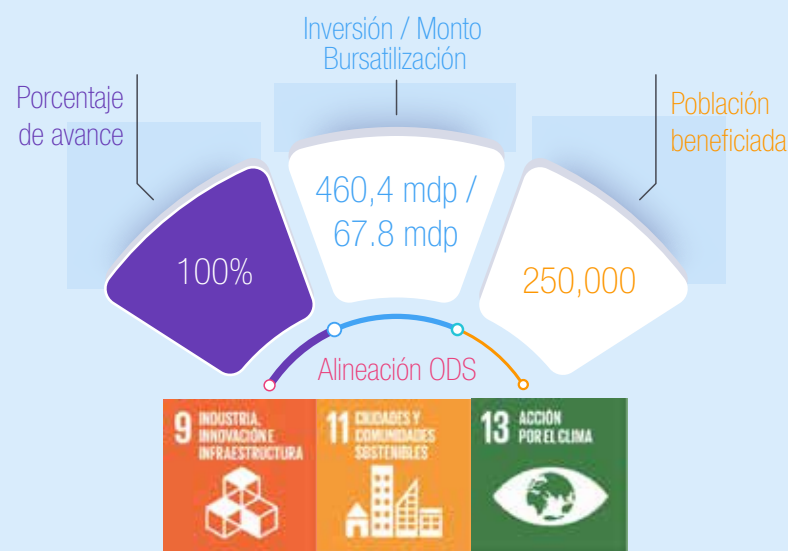 Inversión / Monto
Bursatilización
Porcentaje
de avance
Población
beneficiada
460,4 mdp /
67.8 mdp
100%
250,000
Alineación ODS
9 INDUSTRIA,
INNOVACIÓN E
INFRAESTRUCTURA
11 CIUDADES Y
COMUNIDADES
SOSTENIBLES
13 ACCIÓN
POR EL CLIMA